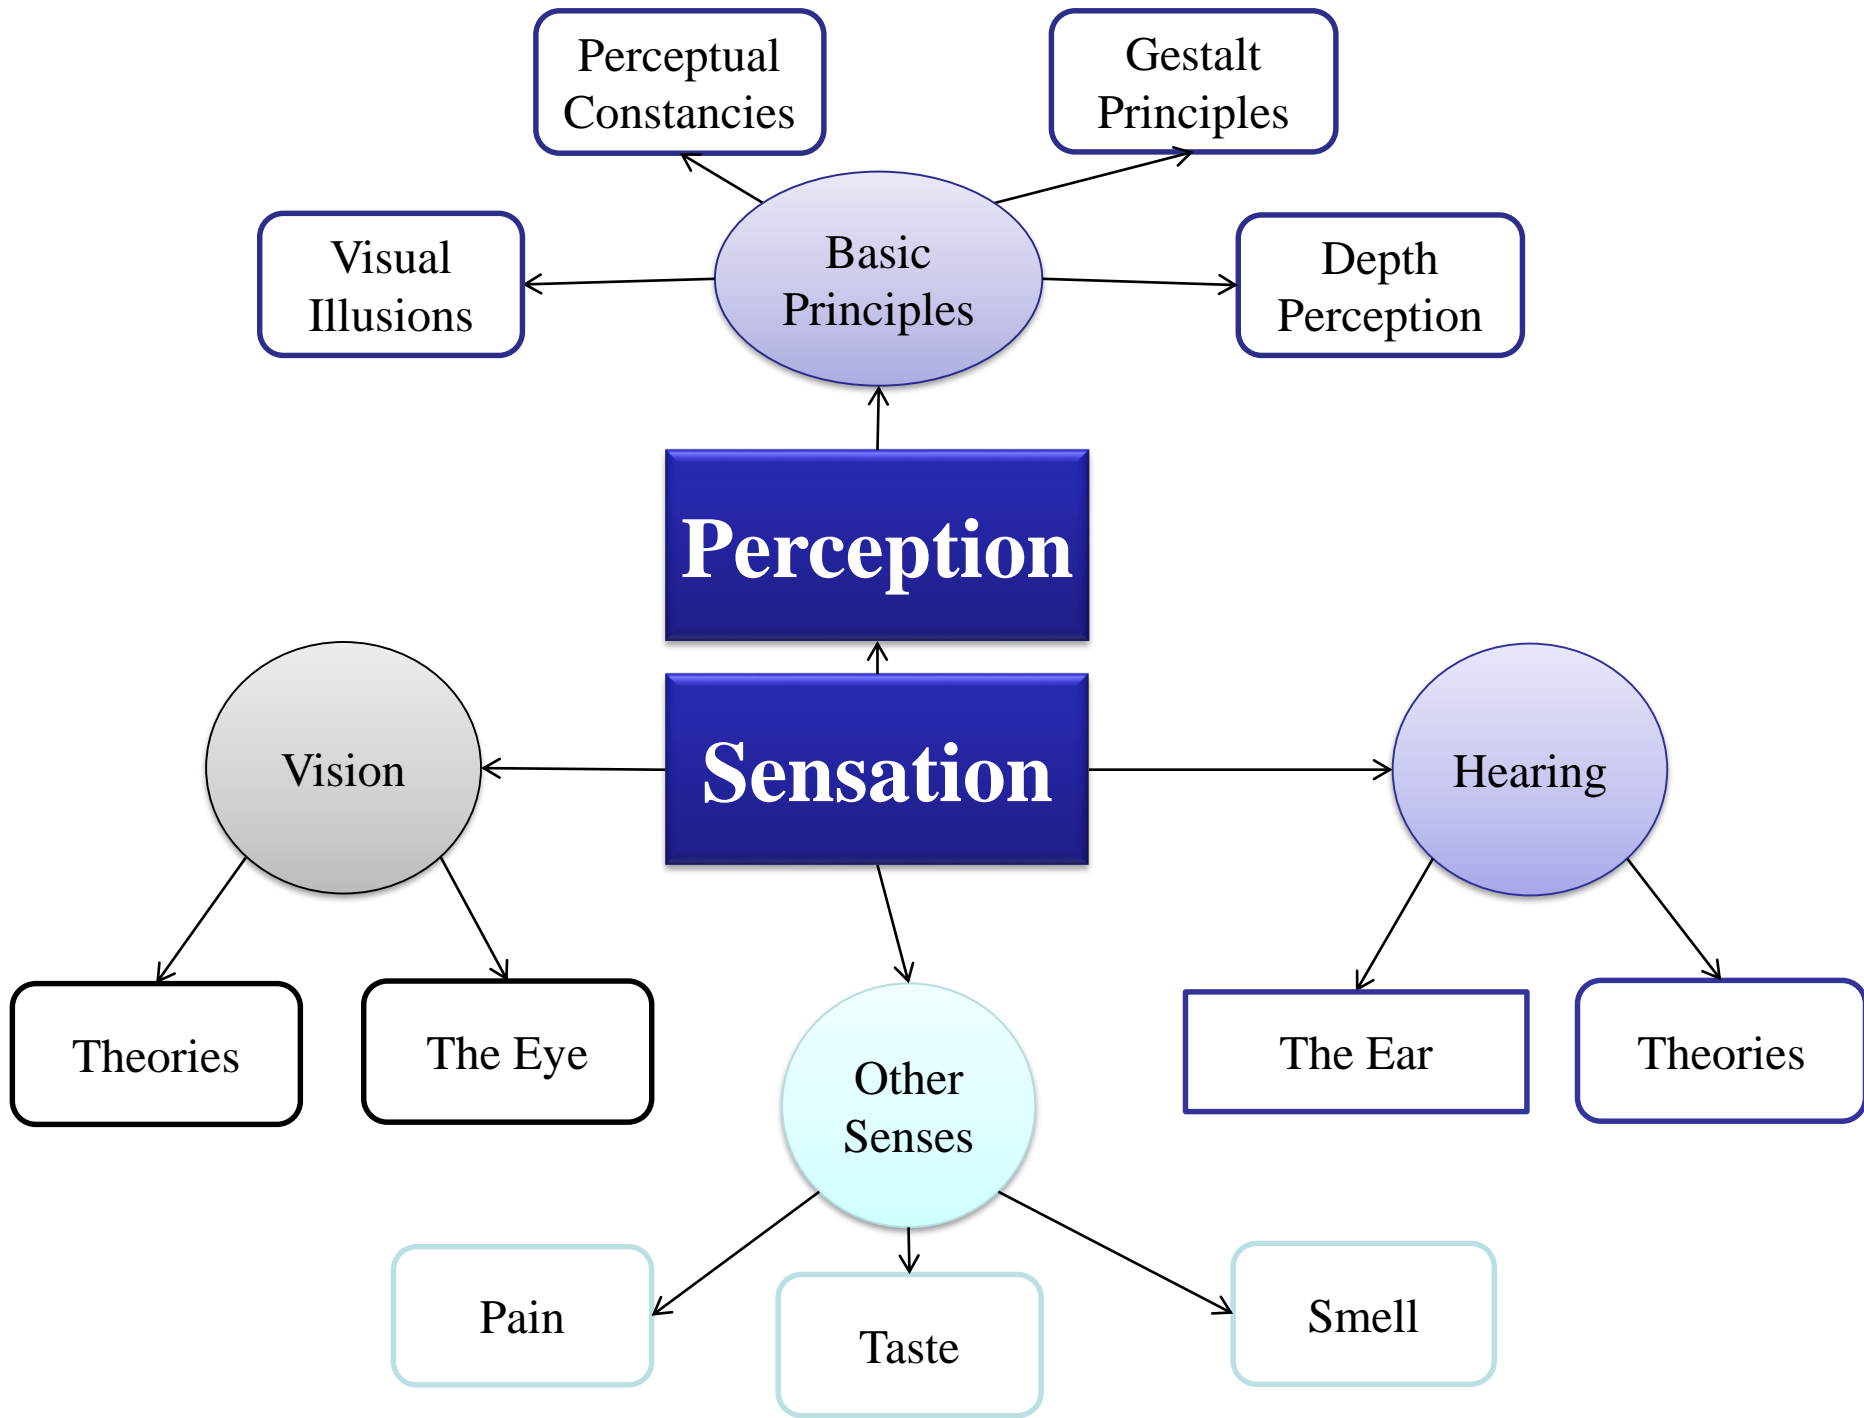 Perceptual
Constancies
Gestalt
Principles
Visual
Illusions
Basic
Principles
Depth
Perception
Perception
Sensation
Vision
Hearing
Theories
The Eye
Other
Senses
The Ear
Theories
Pain
Taste
Smell